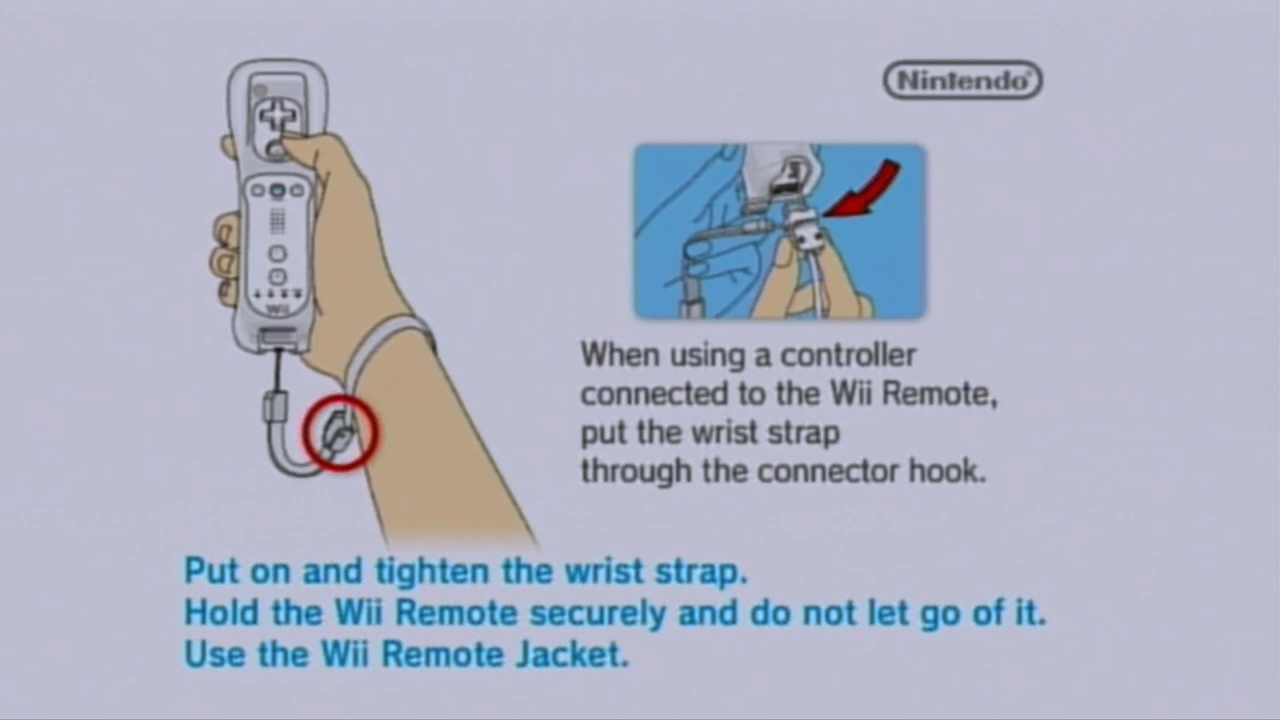 Nintendo®
Wii
When using a controller
connected to the Wii Remote,
put the wrist strap
through the connector hook.
Put on and tighten the wrist strap.
Hold the Wii Remote securely and do not let go of it.
Use the Wii Remote Jacket.